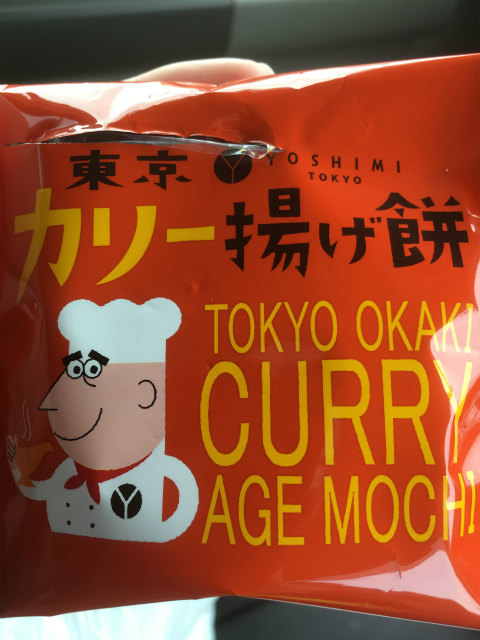 東京 YOSHIMI
TOKYO
カリー揚げ餅
TOKYO OKAKI
CURRY
AGE MOCHI
Y